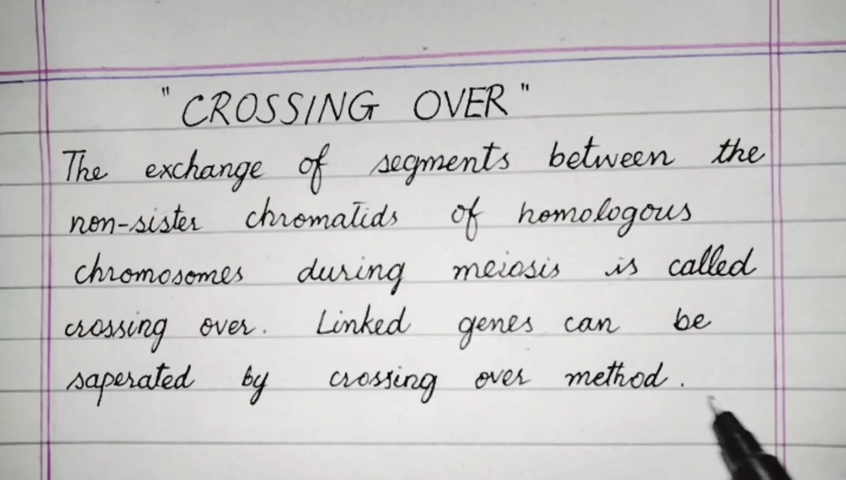 "CROSSING OVER"
The exchange of segments between the
non-sister chromatids of homologous
chromosomes during meiosis is called
crossing over. Linked genes can be
saperated by crossing over method.